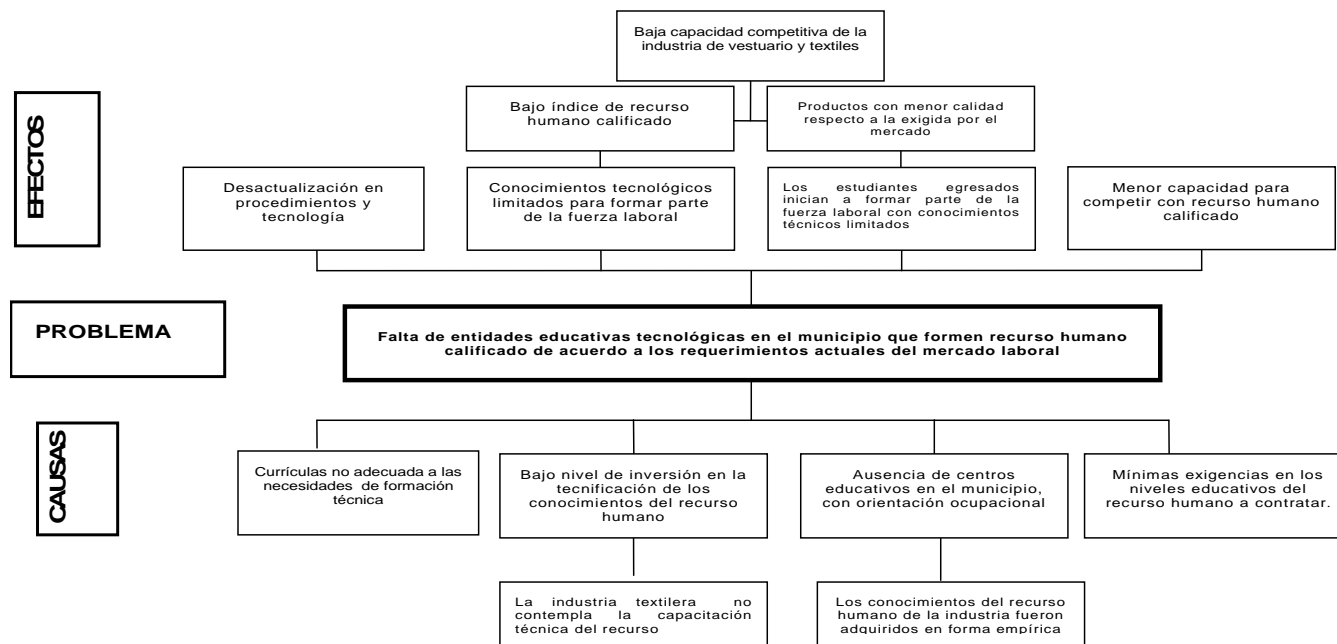 Baja capacidad competitiva de la
industria de vestuario y textiles
EFECTOS
Bajo índice de recurso
humano calificado
Productos con menor calidad
respecto a la exigida por el
mercado
Desactualización en
procedimientos y
tecnología
Conocimientos tecnológicos
limitados para formar parte
de la fuerza laboral
Los estudiantes egresados
inician a formar parte de la
fuerza laboral con conocimientos
técnicos limitados
Menor capacidad para
competir con recurso humano
calificado
PROBLEMA
Falta de entidades educativas tecnológicas en el municipio que formen recurso humano
calificado de acuerdo a los requerimientos actuales del mercado laboral
CAUSAS
Currículas no adecuada a las
necesidades de formación
técnica
Bajo nivel de inversión en la
tecnificación de los
conocimientos del recurso
humano
Ausencia de centros
educativos en el municipio,
con orientación ocupacional
Mínimas exigencias en los
niveles educativos del
recurso humano a contratar.
La industria textilera no
contempla la capacitación
técnica del recurso
Los conocimientos del recurso
humano de la industria fueron
adquiridos en forma empírica